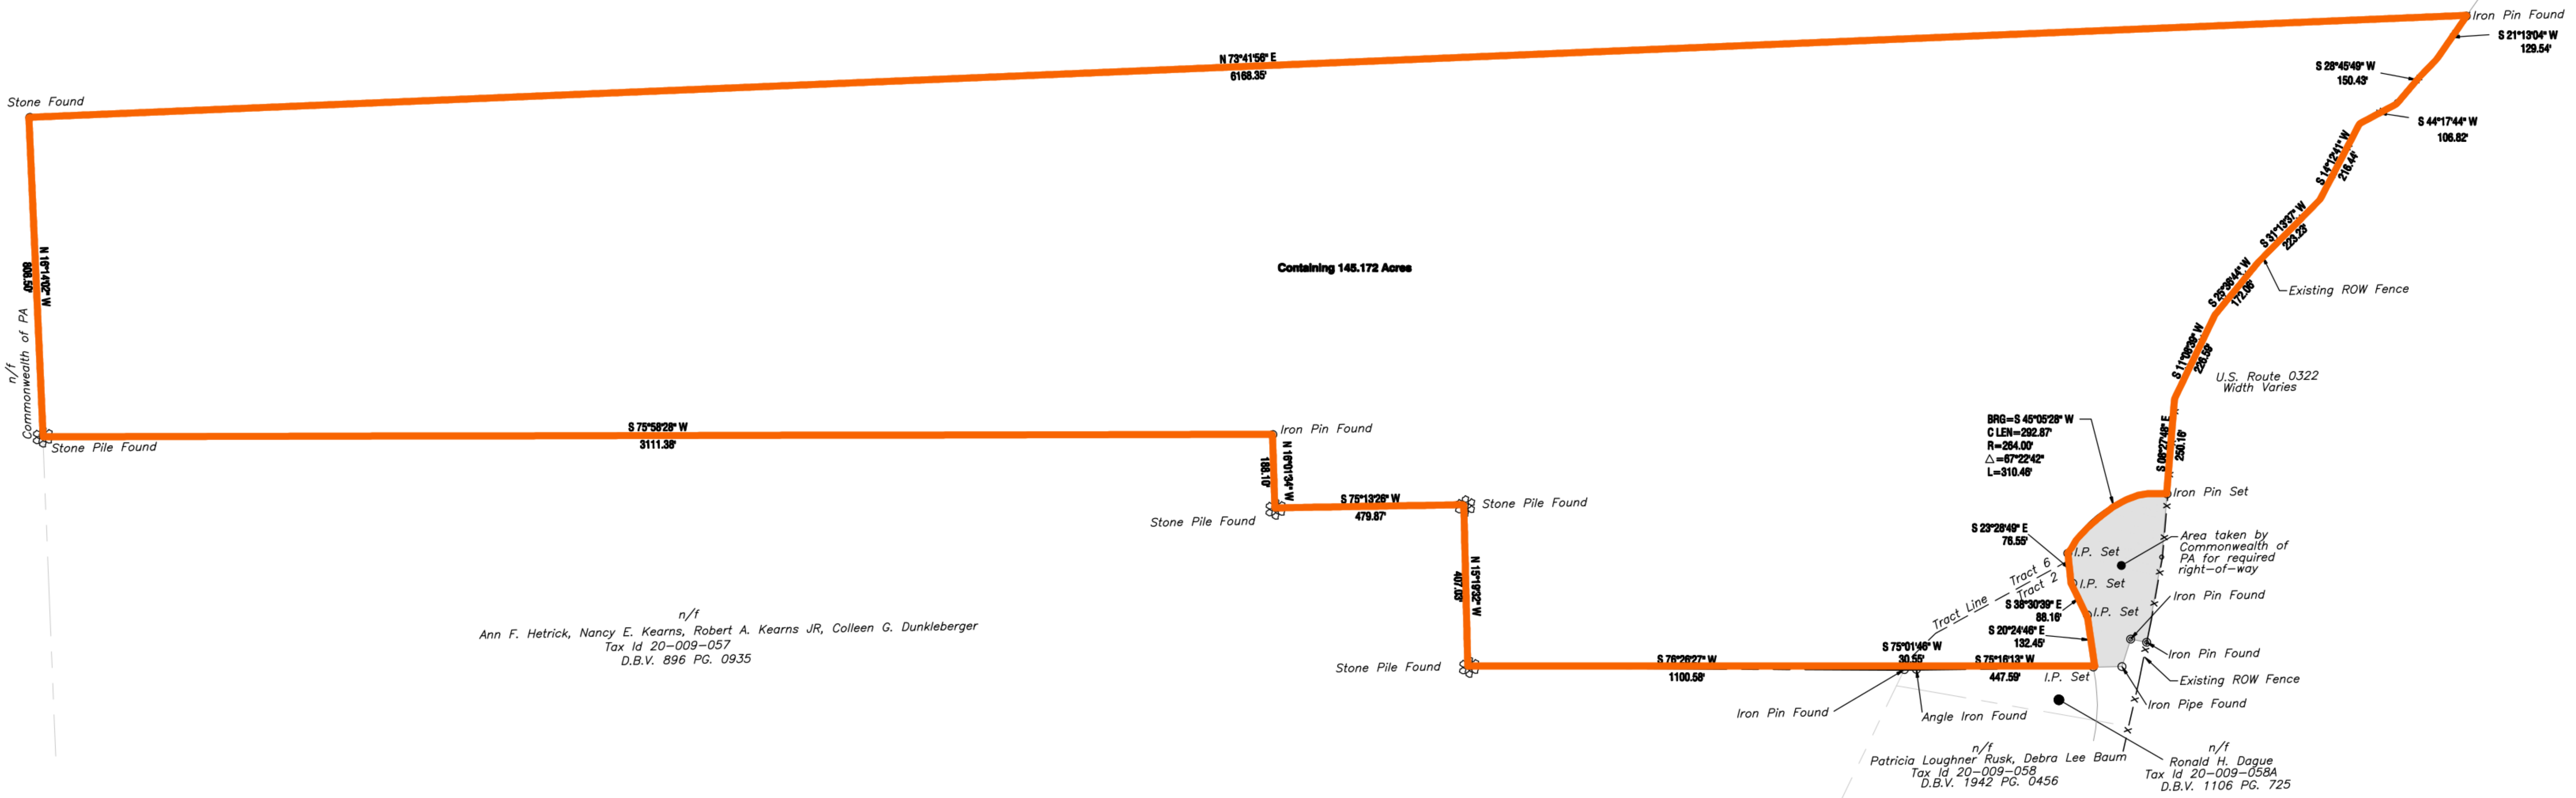 Iron Pin Found
S 21°13'04" W
129.54'
N 73°41'56" E
6168.35'
S 28°45'49" W
150.43'
Stone Found
S 44°17'44" W
106.82'
S 14°12'41" W
216.44'
S 31°13'37" W
223.23'
Containing 145.172 Acres
N 16°14'02" W
808.50'
S 25°36'44" W
172.06'
Existing ROW Fence
n/f
Commonwealth of PA
S 11°08'39" W
226.59'
U.S. Route 0322
Width Varies
S 75°58'28" W
3111.38'
Stone Pile Found
Iron Pin Found
BRG=S 45°05'28" W
C LEN=292.87'
R=264.00'
△=67°22'42"
L=310.46'
S 08°27'48" E
250.16'
N 16°01'34" W
188.10'
Iron Pin Set
S 75°13'26" W
479.87'
Stone Pile Found
Stone Pile Found
S 23°28'49" E
76.55'
Area taken by
Commonwealth of
PA for required
right-of-way
I.P. Set
Tract Line
Tract 6
Tract 2
I.P. Set
N 15°19'32" W
407.03'
Iron Pin Found
S 38°30'39" E
88.16'
I.P. Set
n/f
Ann F. Hetrick, Nancy E. Kearns, Robert A. Kearns JR, Colleen G. Dunkleberger
Tax Id 20-009-057
D.B.V. 896 PG. 0935
S 20°24'46" E
132.45'
Iron Pin Found
Stone Pile Found
S 76°26'27" W
1100.58'
S 75°01'46" W
30.55'
S 75°16'13" W
447.59'
I.P. Set
Existing ROW Fence
Iron Pipe Found
Iron Pin Found
Angle Iron Found
n/f
Patricia Loughner Rusk, Debra Lee Baum
Tax Id 20-009-058
D.B.V. 1942 PG. 0456
n/f
Ronald H. Dague
Tax Id 20-009-058A
D.B.V. 1106 PG. 725